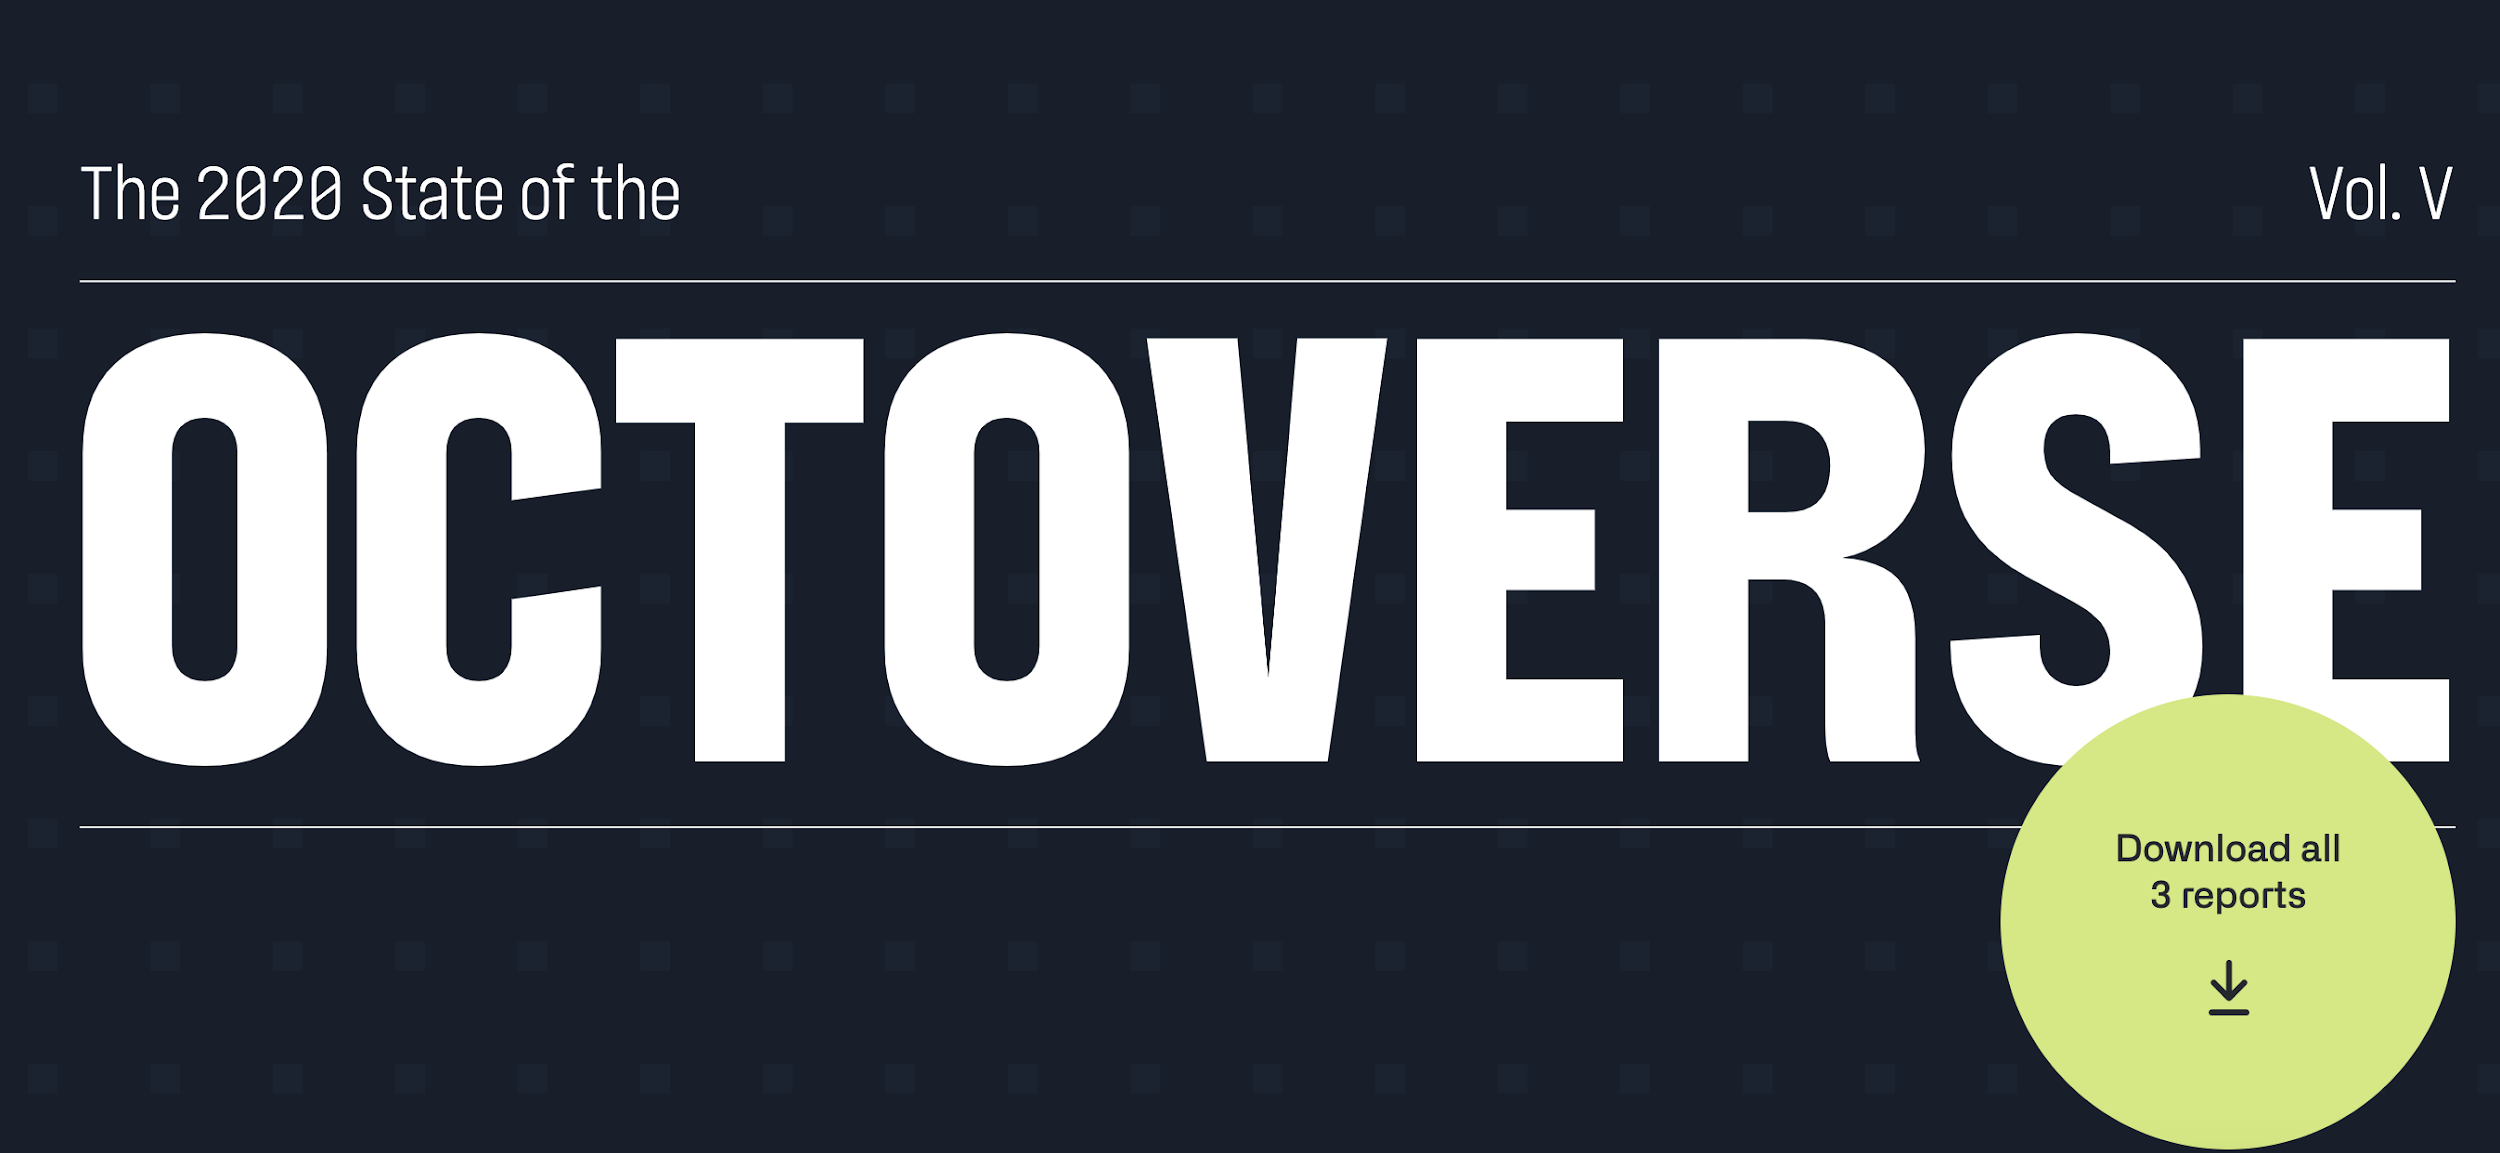 The 2020 State of the
Vol. V
OCTOVERSE
Download all
3 reports